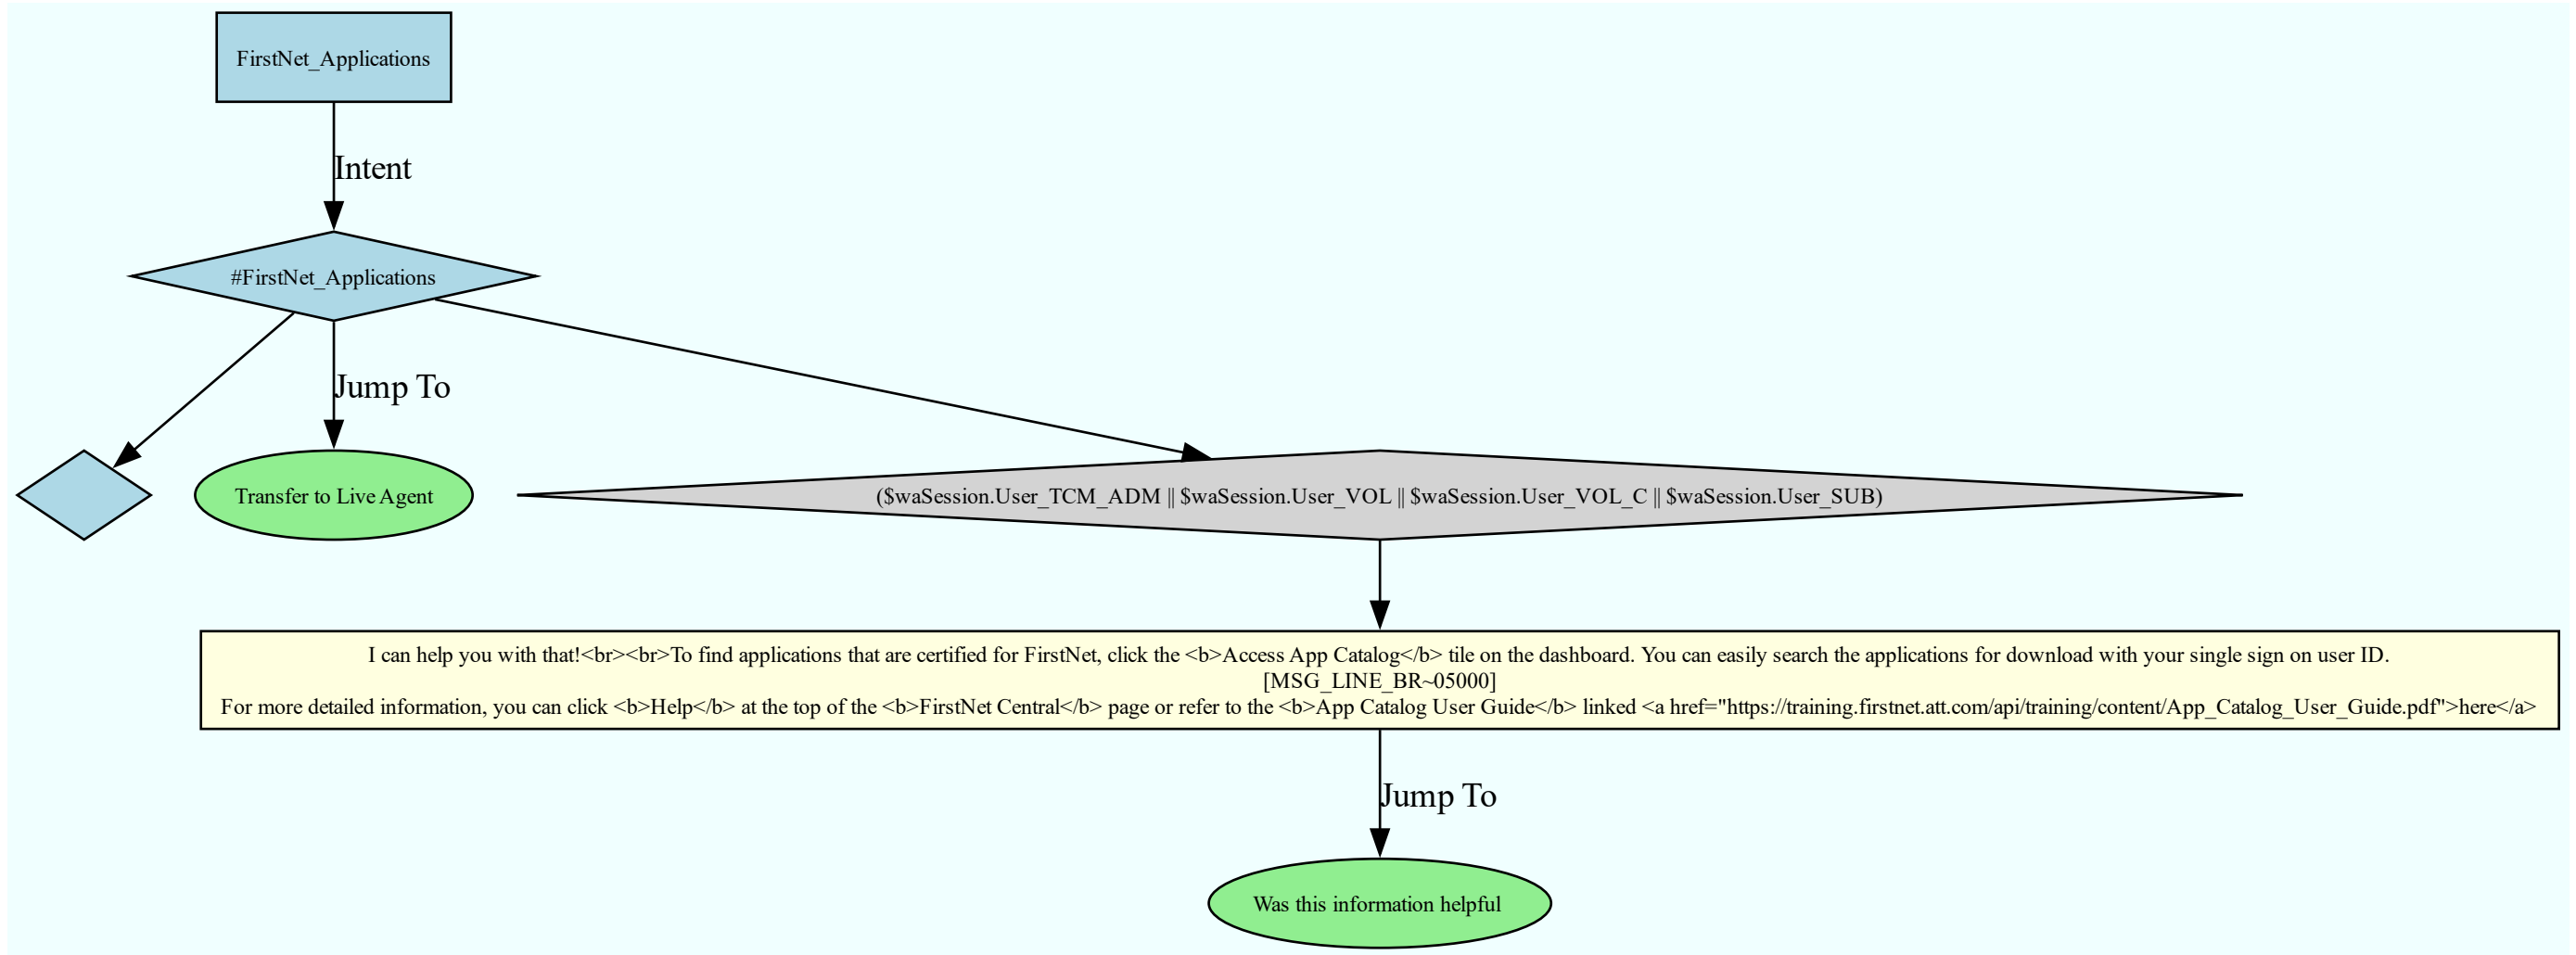 FirstNet_Applications
Intent
#FirstNet_Applications
Jump To
Transfer to Live Agent
($waSession.User_TCM_ADM || $waSession.User_VOL || $waSession.User_VOL_C || $waSession.User_SUB)
I can help you with that!<br><br>To find applications that are certified for FirstNet, click the <b>Access App Catalog</b> tile on the dashboard. You can easily search the applications for download with your single sign on user ID.
[MSG_LINE_BR~05000]
For more detailed information, you can click <b>Help</b> at the top of the <b>FirstNet Central</b> page or refer to the <b>App Catalog User Guide</b> linked <a href="https://training.firstnet.att.com/api/training/content/App_Catalog_User_Guide.pdf">here</a>
Jump To
Was this information helpful